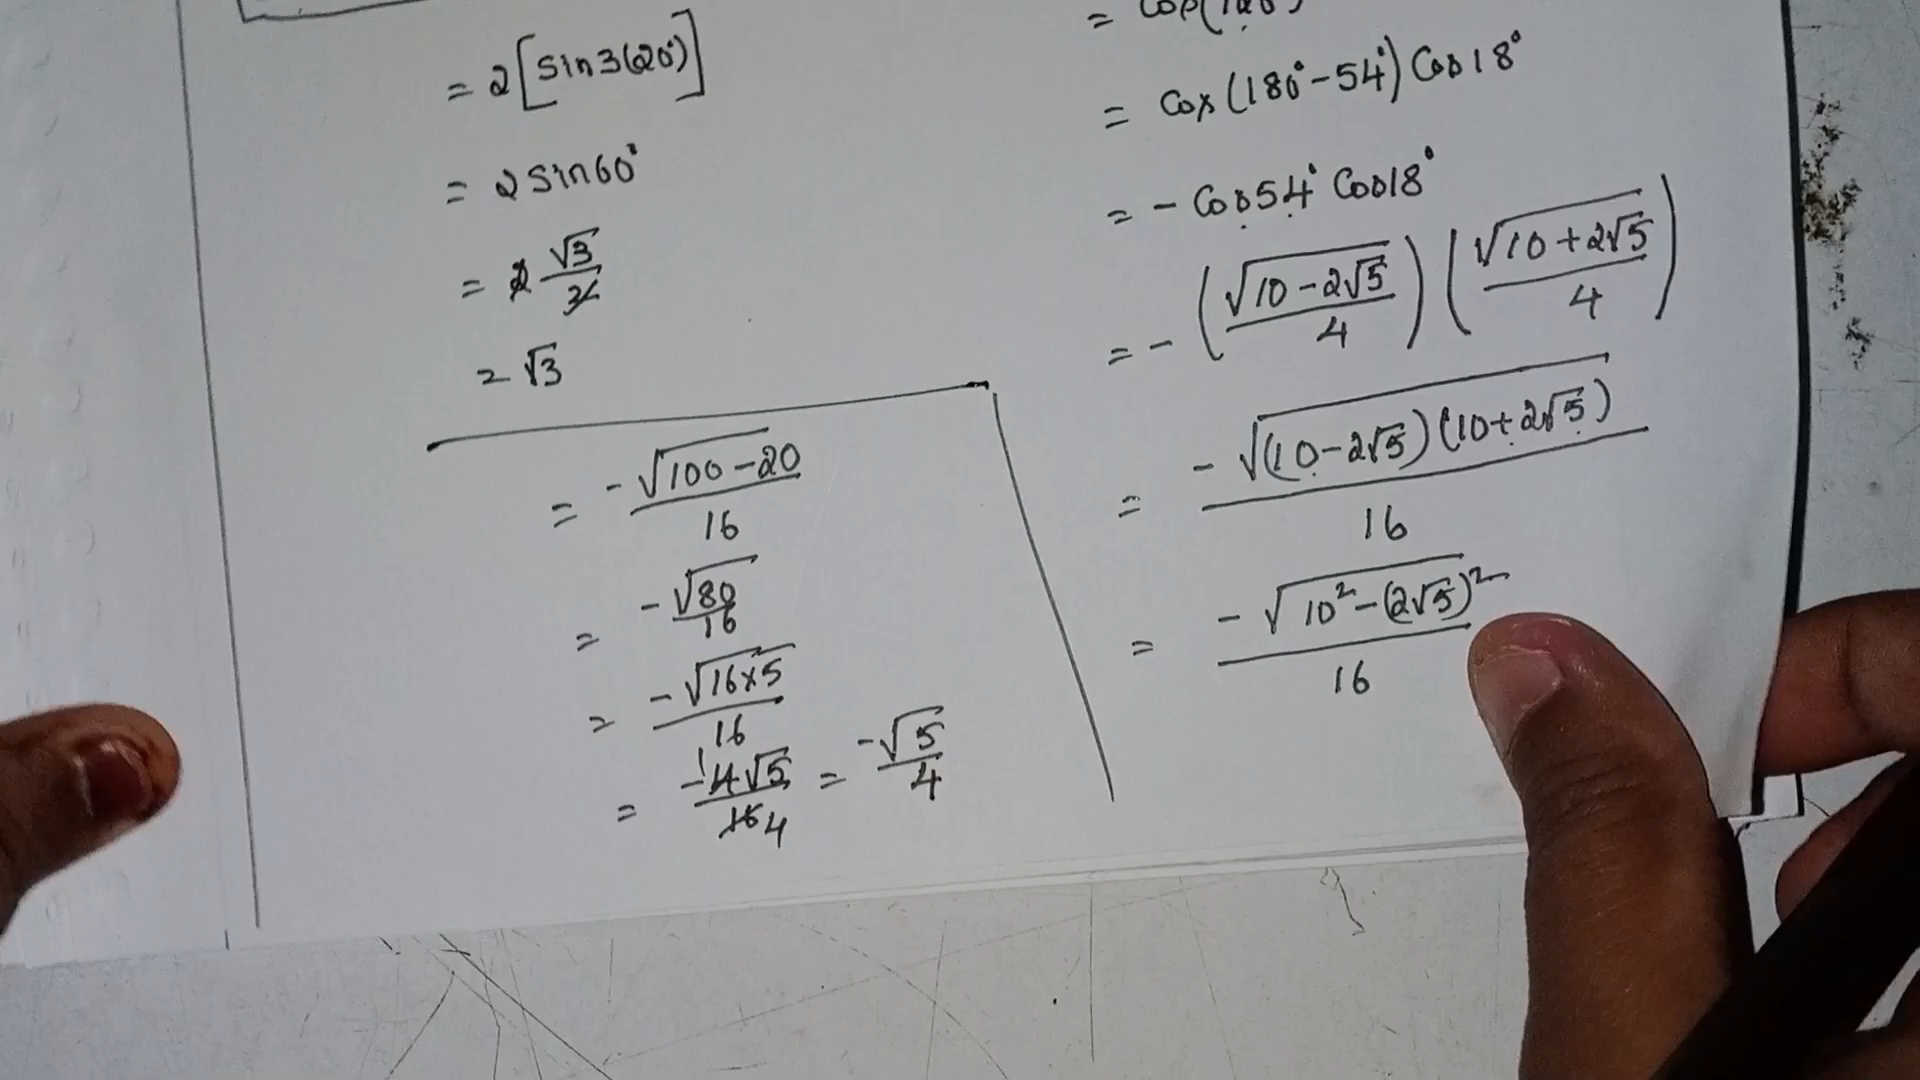 = 2[sin3(20°)]
= 2 sin60°
= 2 √3/2
= √3
= cos(180°-54°) Cos18°
= - Cos54° Cos18°
= - (√(10-2√5)/4) (√(10+2√5)/4)
= -√((10-2√5)(10+2√5))/16
= -√(10²-(2√5)²)/16
= -√(100-20)/16
= -√80/16
= -√(16×5)/16
= -4√5/16 = -√5/4